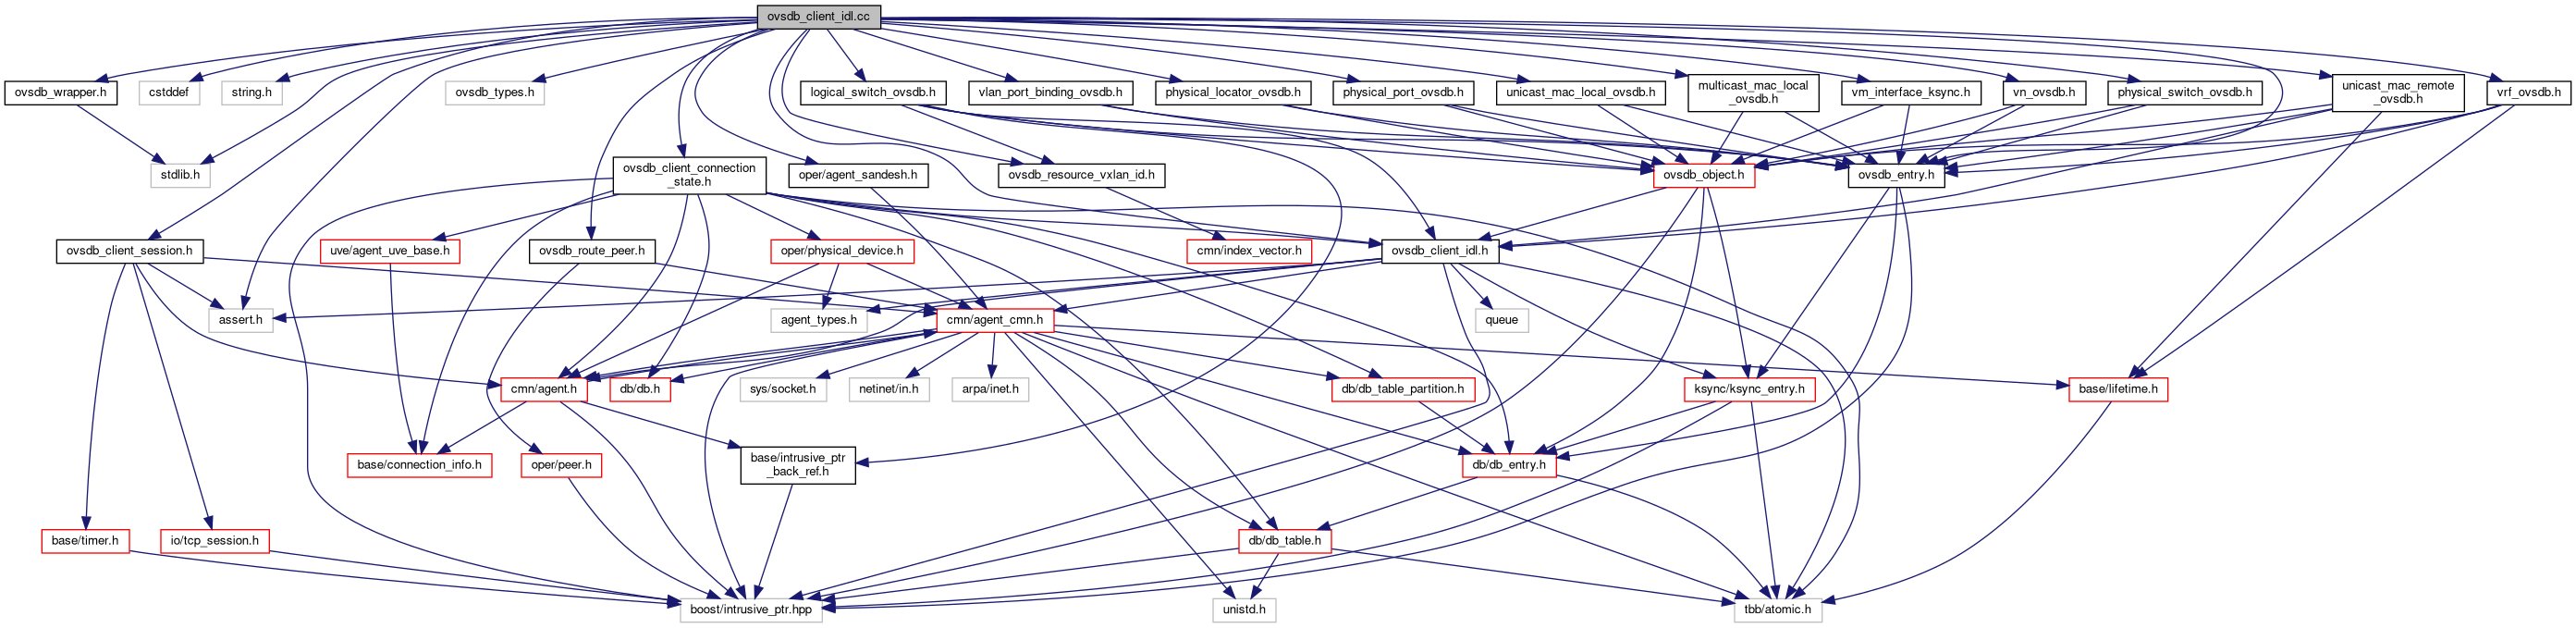 ovsdb_client_idl.cc
ovsdb_wrapper.h
cstddef
string.h
ovsdb_types.h
logical_switch_ovsdb.h
vlan_port_binding_ovsdb.h
physical_locator_ovsdb.h
physical_port_ovsdb.h
unicast_mac_local_ovsdb.h
multicast_mac_local
_ovsdb.h
vm_interface_ksync.h
vn_ovsdb.h
physical_switch_ovsdb.h
unicast_mac_remote
_ovsdb.h
vrf_ovsdb.h
stdlib.h
ovsdb_client_connection
_state.h
oper/agent_sandesh.h
ovsdb_resource_vxlan_id.h
ovsdb_object.h
ovsdb_entry.h
ovsdb_client_session.h
uve/agent_uve_base.h
ovsdb_route_peer.h
oper/physical_device.h
cmn/index_vector.h
ovsdb_client_idl.h
assert.h
agent_types.h
cmn/agent_cmn.h
queue
cmn/agent.h
db/db.h
sys/socket.h
netinet/in.h
arpa/inet.h
db/db_table_partition.h
ksync/ksync_entry.h
base/lifetime.h
base/connection_info.h
oper/peer.h
base/intrusive_ptr
_back_ref.h
db/db_entry.h
base/timer.h
io/tcp_session.h
db/db_table.h
boost/intrusive_ptr.hpp
unistd.h
tbb/atomic.h